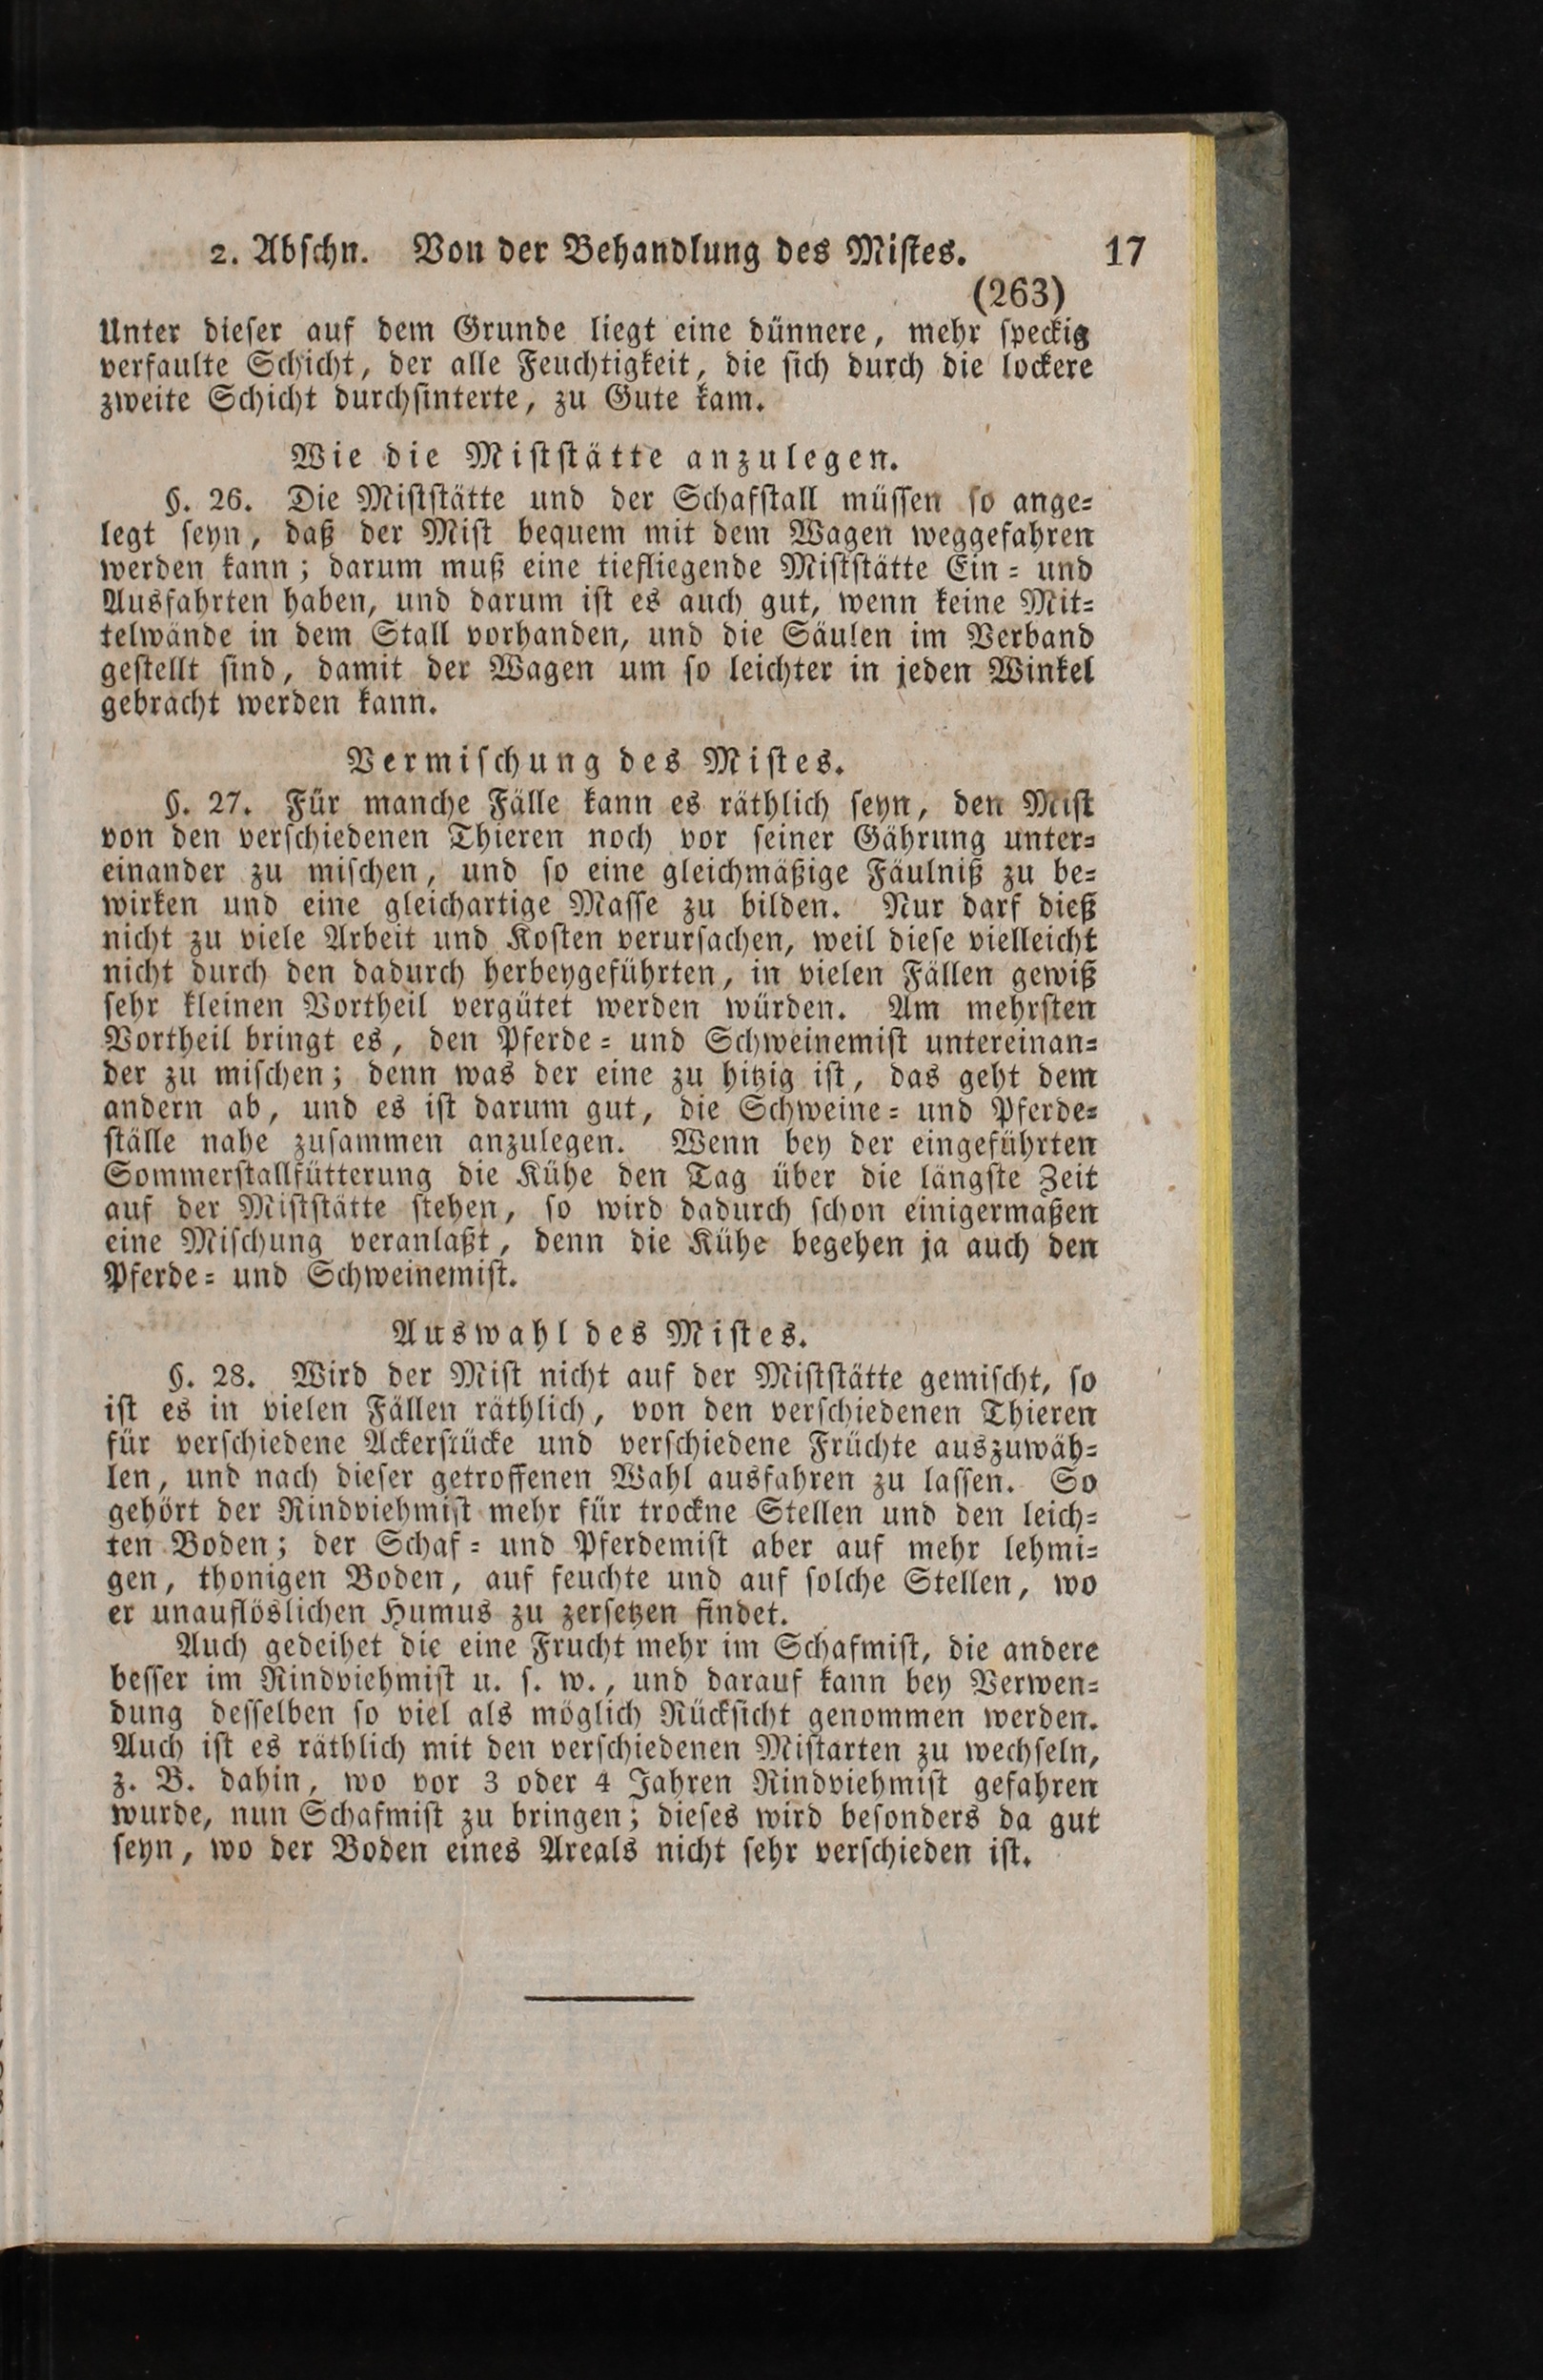 2. Abſchn. Von der Behandlung des Miſtes. 17
(263)
Unter dieſer auf dem Grunde liegt eine dünnere, mehr ſpeckig
verfaulte Schicht, der alle Feuchtigkeit, die ſich durch die lockere
zweite Schicht durchſinterte, zu Gute kam.
Wie die Miſtſtätte anzulegen.
§. 26. Die Miſtſtätte und der Schafſtall müſſen ſo ange-
legt ſeyn, daß der Miſt bequem mit dem Wagen weggefahren
werden kann; darum muß eine tiefliegende Miſtſtätte Ein- und
Ausfahrten haben, und darum iſt es auch gut, wenn keine Mit-
telwände in dem Stall vorhanden, und die Säulen im Verband
geſtellt ſind, damit der Wagen um ſo leichter in jeden Winkel
gebracht werden kann.
Vermiſchung des Miſtes.
§. 27. Für manche Fälle kann es räthlich ſeyn, den Miſt
von den verſchiedenen Thieren noch vor ſeiner Gährung unter-
einander zu miſchen, und ſo eine gleichmäßige Fäulniß zu be-
wirken und eine gleichartige Maſſe zu bilden. Nur darf dieß
nicht zu viele Arbeit und Koſten verurſachen, weil dieſe vielleicht
nicht durch den dadurch herbeygeführten, in vielen Fällen gewiß
ſehr kleinen Vortheil vergütet werden würden. Am mehrſten
Vortheil bringt es, den Pferde- und Schweinemiſt untereinan-
der zu miſchen; denn was der eine zu hitzig iſt, das geht dem
andern ab, und es iſt darum gut, die Schweine- und Pferde-
ſtälle nahe zuſammen anzulegen. Wenn bey der eingeführten
Sommerſtallfütterung die Kühe den Tag über die längſte Zeit
auf der Miſtſtätte ſtehen, ſo wird dadurch ſchon einigermaßen
eine Miſchung veranlaßt, denn die Kühe begehen ja auch den
Pferde- und Schweinemiſt.
Auswahl des Miſtes.
§. 28. Wird der Miſt nicht auf der Miſtſtätte gemiſcht, ſo
iſt es in vielen Fällen räthlich, von den verſchiedenen Thieren
für verſchiedene Ackerſtücke und verſchiedene Früchte auszuwäh-
len, und nach dieſer getroffenen Wahl ausfahren zu laſſen. So
gehört der Rindviehmiſt mehr für trockne Stellen und den leich-
ten Boden; der Schaf- und Pferdemiſt aber auf mehr lehmi-
gen, thonigen Boden, auf feuchte und auf ſolche Stellen, wo
er unauflöslichen Humus zu zerſetzen findet.
Auch gedeihet die eine Frucht mehr im Schafmiſt, die andere
beſſer im Rindviehmiſt u. ſ. w., und darauf kann bey Verwen-
dung deſſelben ſo viel als möglich Rückſicht genommen werden.
Auch iſt es räthlich mit den verſchiedenen Miſtarten zu wechſeln,
z. B. dahin, wo vor 3 oder 4 Jahren Rindviehmiſt gefahren
wurde, nun Schafmiſt zu bringen; dieſes wird beſonders da gut
ſeyn, wo der Boden eines Areals nicht ſehr verſchieden iſt.